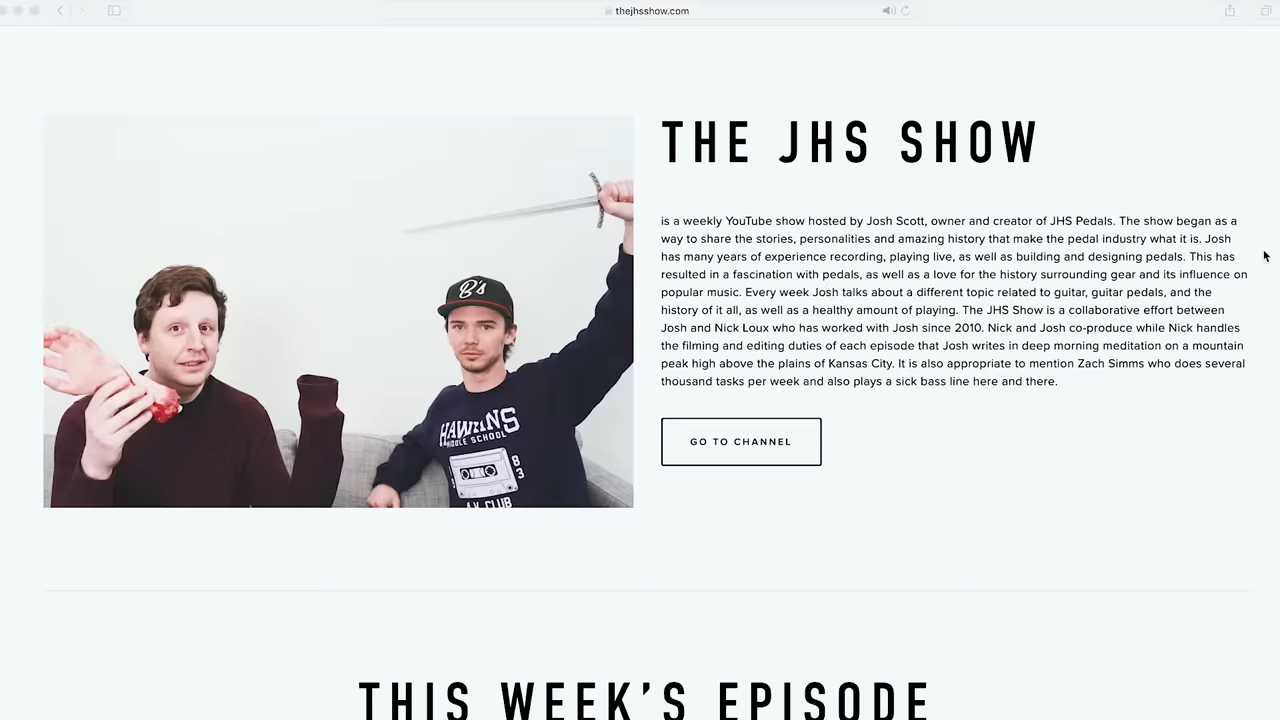 thejhsshow.com
THE JHS SHOW
is a weekly YouTube show hosted by Josh Scott, owner and creator of JHS Pedals. The show began as a
way to share the stories, personalities and amazing history that make the pedal industry what it is. Josh
has many years of experience recording, playing live, as well as building and designing pedals. This has
resulted in a fascination with pedals, as well as a love for the history surrounding gear and its influence on
popular music. Every week Josh talks about a different topic related to guitar, guitar pedals, and the
history of it all, as well as a healthy amount of playing. The JHS Show is a collaborative effort between
Josh and Nick Loux who has worked with Josh since 2010. Nick and Josh co-produce while Nick handles
the filming and editing duties of each episode that Josh writes in deep morning meditation on a mountain
peak high above the plains of Kansas City. It is also appropriate to mention Zach Simms who does several
thousand tasks per week and also plays a sick bass line here and there.
GO TO CHANNEL
B's
HAWKINS
MIDDLE SCHOOL
8
3
A.V. CLUB
THIS WEEK'S EPISODE